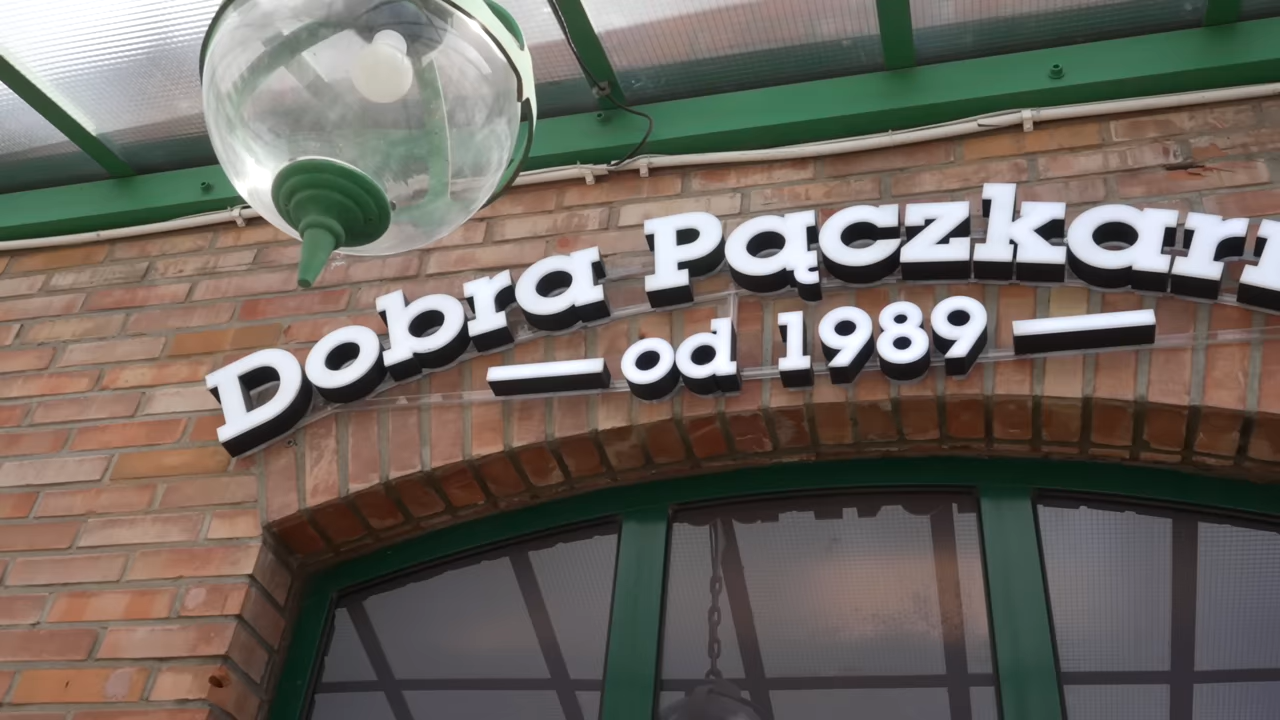 Dobra Pączkarn
— od 1989 —